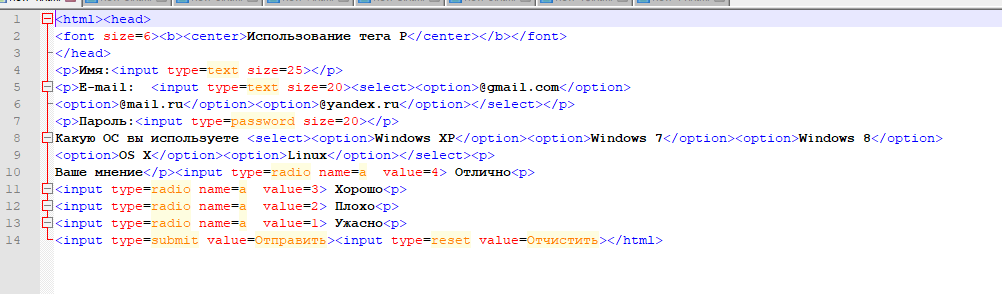 1 <html><head>
2 <font size=6><b><center>Использование тега P</center></b></font>
3 </head>
4 <p>Имя:<input type=text size=25></p>
5 <p>E-mail:  <input type=text size=20><select><option>@gmail.com</option>
6 <option>@mail.ru</option><option>@yandex.ru</option></select></p>
7 <p>Пароль:<input type=password size=20></p>
8 Какую ОС вы используете <select><option>Windows XP</option><option>Windows 7</option><option>Windows 8</option>
9 <option>OS X</option><option>Linux</option></select><p>
10 Ваше мнение</p><input type=radio name=a  value=4> Отлично<p>
11 <input type=radio name=a  value=3> Хорошо<p>
12 <input type=radio name=a  value=2> Плохо<p>
13 <input type=radio name=a  value=1> Ужасно<p>
14 <input type=submit value=Отправить><input type=reset value=Отчистить></html>